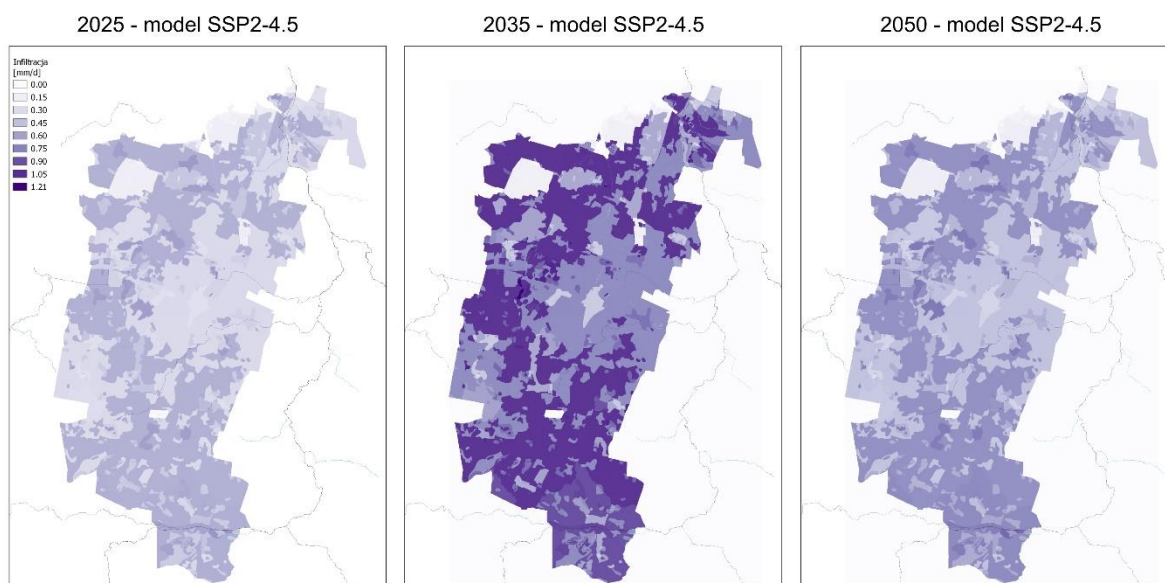 2025 - model SSP2-4.5
2035 - model SSP2-4.5
2050 - model SSP2-4.5
Infiltracja
[mm/d]
0.00
0.15
0.30
0.45
0.60
0.75
0.90
1.05
1.21